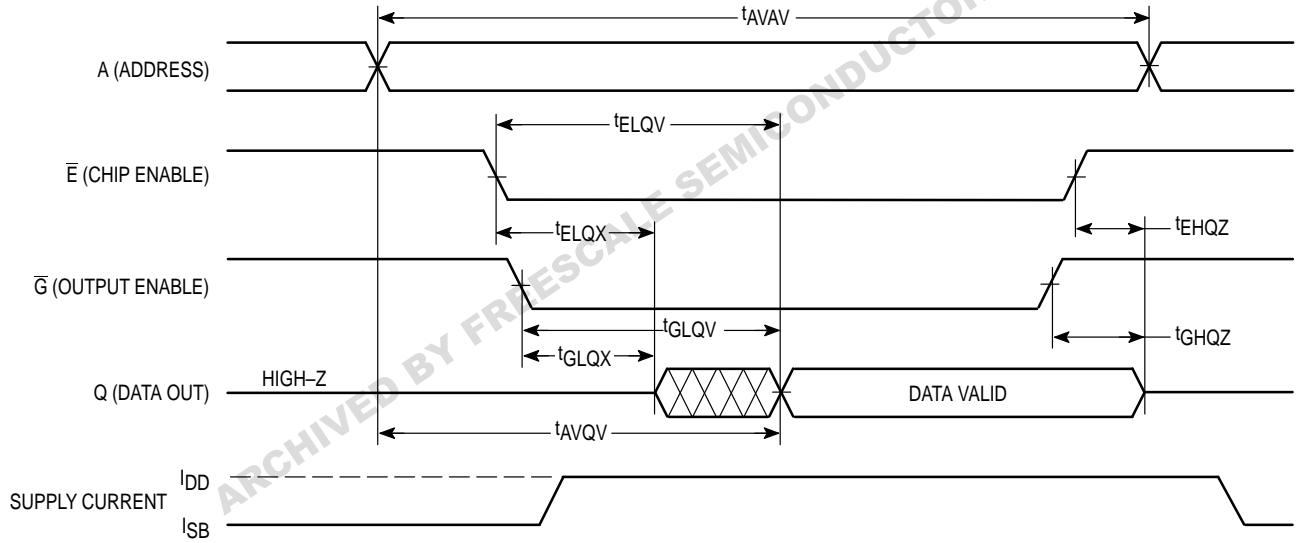 tAVAV
A (ADDRESS)
tELQV
E (CHIP ENABLE)
tELQX
tEHQZ
G (OUTPUT ENABLE)
tGLQV
tGHQZ
tGLQX
HIGH–Z
Q (DATA OUT)
DATA VALID
tAVQV
IDD
SUPPLY CURRENT
ISB
ARCHIVED BY FREESCALE SEMICONDUCTOR